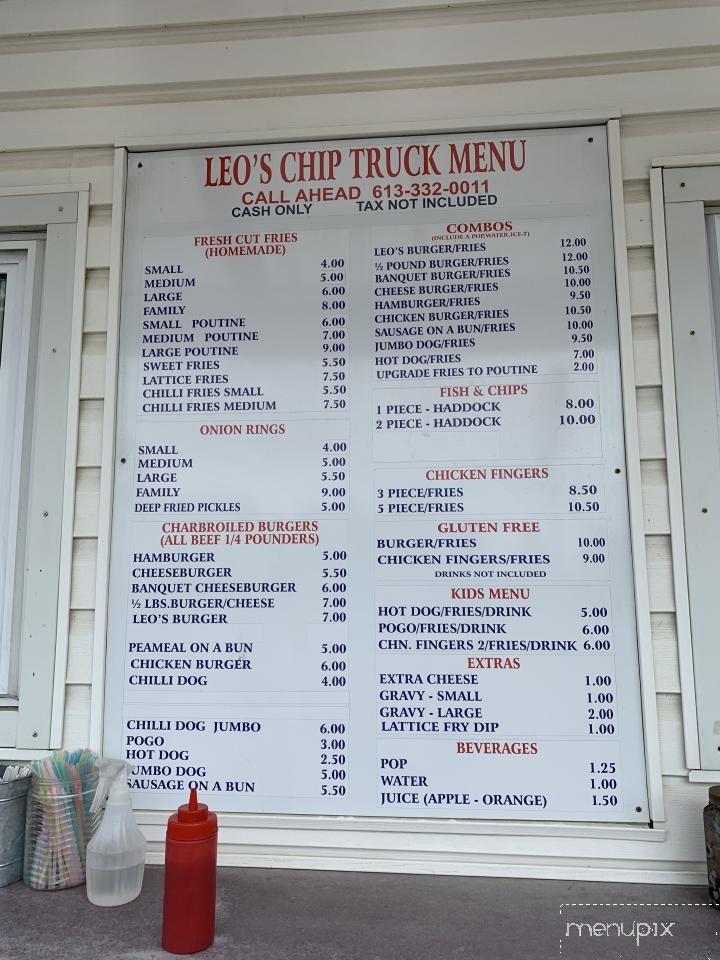 LEO'S CHIP TRUCK MENU
CALL AHEAD 613-332-0011
CASH ONLY TAX NOT INCLUDED
FRESH CUT FRIES
(HOMEMADE)
SMALL 4.00
MEDIUM 5.00
LARGE 6.00
FAMILY 8.00
SMALL POUTINE 6.00
MEDIUM POUTINE 7.00
LARGE POUTINE 9.00
SWEET FRIES 5.50
LATTICE FRIES 7.50
CHILLI FRIES SMALL 5.50
CHILLI FRIES MEDIUM 7.50
ONION RINGS
SMALL 4.00
MEDIUM 5.00
LARGE 5.50
FAMILY 9.00
DEEP FRIED PICKLES 5.00
CHARBROILED BURGERS
(ALL BEEF 1/4 POUNDERS)
HAMBURGER 5.00
CHEESEBURGER 5.50
BANQUET CHEESEBURGER 6.00
½ LBS.BURGER/CHEESE 7.00
LEO'S BURGER 7.00
PEAMEAL ON A BUN 5.00
CHICKEN BURGER 6.00
CHILLI DOG 4.00
CHILLI DOG JUMBO 6.00
POGO 3.00
HOT DOG 2.50
JUMBO DOG 5.00
SAUSAGE ON A BUN 5.50
COMBOS
(INCLUDE A POP,WATER,ICE-T)
LEO'S BURGER/FRIES 12.00
½ POUND BURGER/FRIES 12.00
BANQUET BURGER/FRIES 10.50
CHEESE BURGER/FRIES 10.00
HAMBURGER/FRIES 9.50
CHICKEN BURGER/FRIES 10.50
SAUSAGE ON A BUN/FRIES 10.00
JUMBO DOG/FRIES 9.50
HOT DOG/FRIES 7.00
UPGRADE FRIES TO POUTINE 2.00
FISH & CHIPS
1 PIECE - HADDOCK 8.00
2 PIECE - HADDOCK 10.00
CHICKEN FINGERS
3 PIECE/FRIES 8.50
5 PIECE/FRIES 10.50
GLUTEN FREE
BURGER/FRIES 10.00
CHICKEN FINGERS/FRIES 9.00
DRINKS NOT INCLUDED
KIDS MENU
HOT DOG/FRIES/DRINK 5.00
POGO/FRIES/DRINK 6.00
CHN. FINGERS 2/FRIES/DRINK 6.00
EXTRAS
EXTRA CHEESE 1.00
GRAVY - SMALL 1.00
GRAVY - LARGE 2.00
LATTICE FRY DIP 1.00
BEVERAGES
POP 1.25
WATER 1.00
JUICE (APPLE - ORANGE) 1.50
menupix